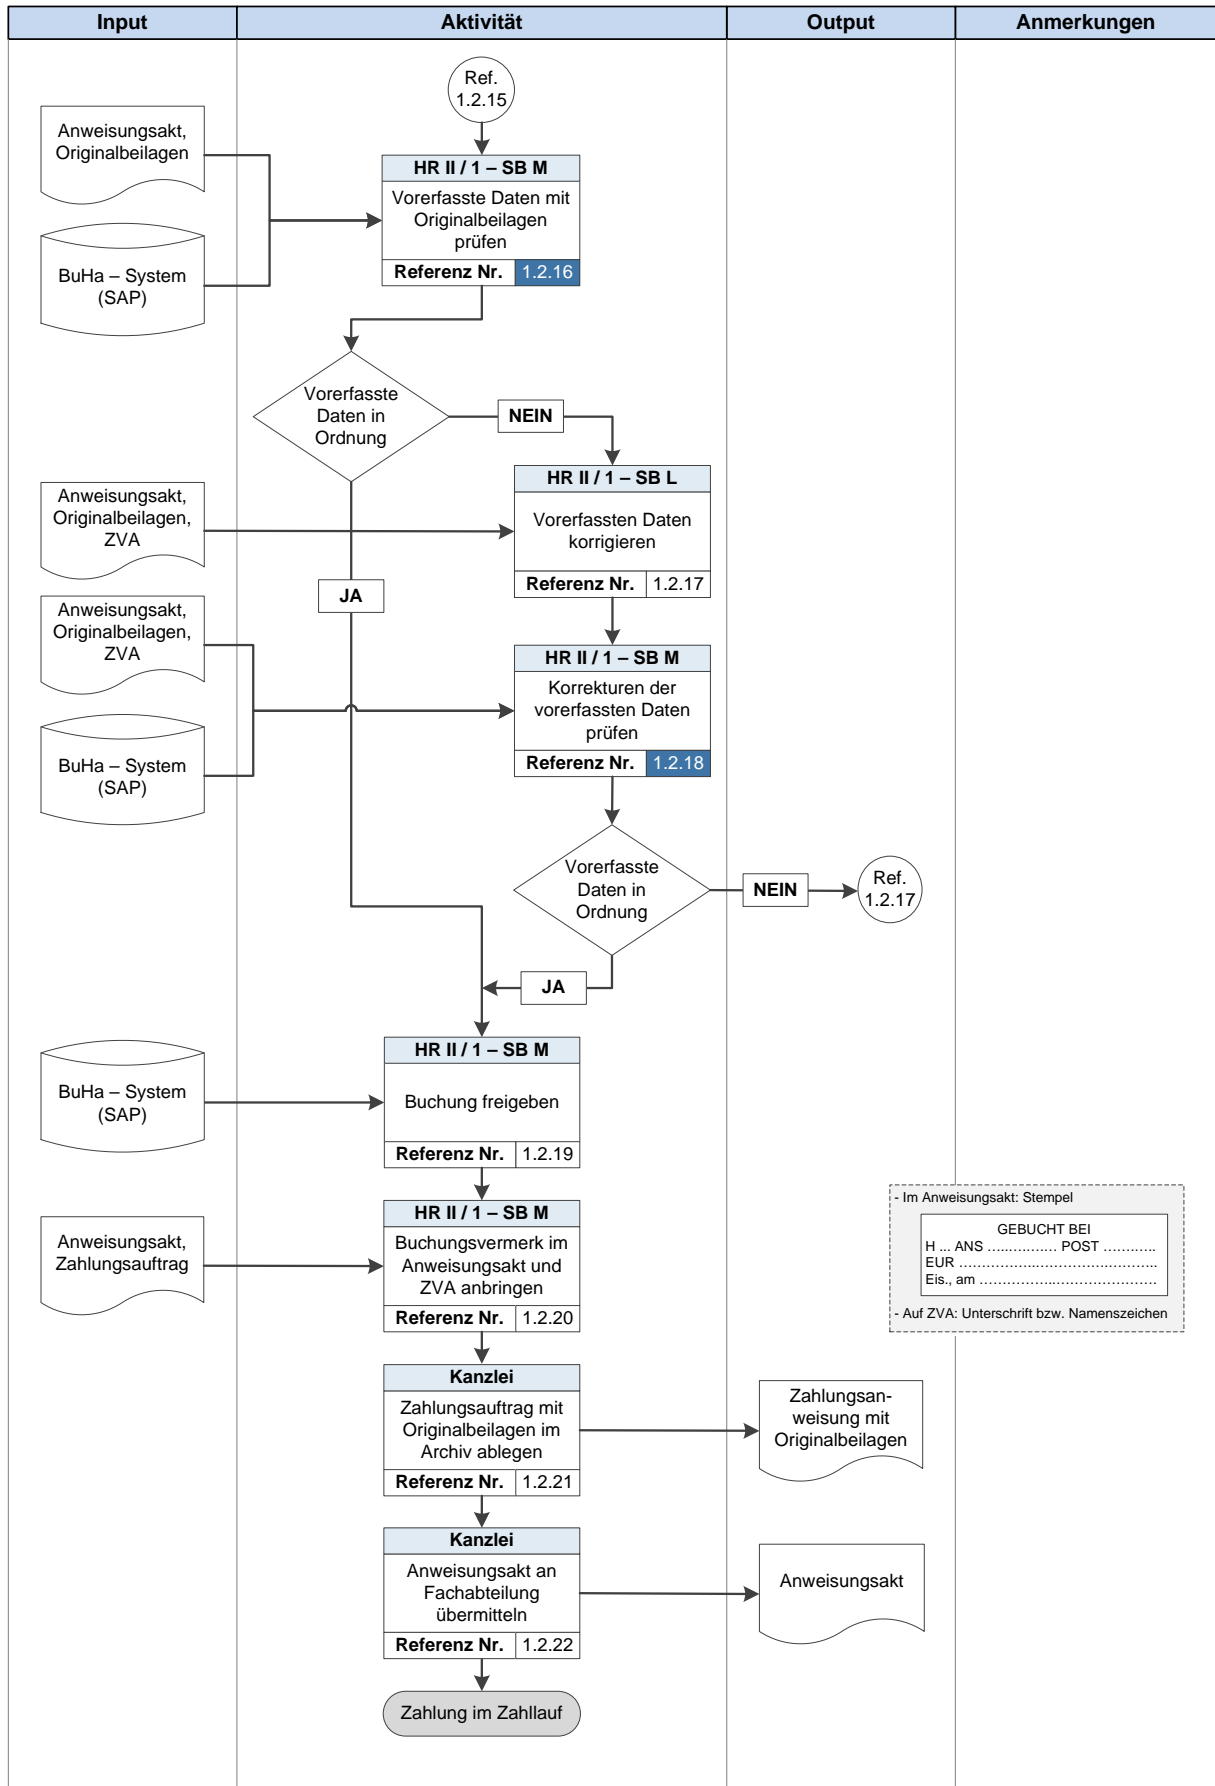 Input
Aktivität
Output
Anmerkungen
Ref.
1.2.15
Anweisungsakt,
Originalbeilagen
BuHa – System
(SAP)
HR II / 1 – SB M
Vorerfasste Daten mit
Originalbeilagen
prüfen
Referenz Nr.
1.2.16
Vorerfasste
Daten in
Ordnung
NEIN
Anweisungsakt,
Originalbeilagen,
ZVA
HR II / 1 – SB L
Vorerfassten Daten
korrigieren
Referenz Nr.
1.2.17
JA
Anweisungsakt,
Originalbeilagen,
ZVA
BuHa – System
(SAP)
HR II / 1 – SB M
Korrekturen der
vorerfassten Daten
prüfen
Referenz Nr.
1.2.18
Vorerfasste
Daten in
Ordnung
NEIN
Ref.
1.2.17
JA
BuHa – System
(SAP)
HR II / 1 – SB M
Buchung freigeben
Referenz Nr.
1.2.19
Anweisungsakt,
Zahlungsauftrag
HR II / 1 – SB M
Buchungsvermerk im
Anweisungsakt und
ZVA anbringen
Referenz Nr.
1.2.20
- Im Anweisungsakt: Stempel
GEBUCHT BEI
H ... ANS ................ POST ............
EUR ................................................
Eis., am ...........................................
- Auf ZVA: Unterschrift bzw. Namenszeichen
Kanzlei
Zahlungsauftrag mit
Originalbeilagen im
Archiv ablegen
Referenz Nr.
1.2.21
Zahlungsan-
weisung mit
Originalbeilagen
Kanzlei
Anweisungsakt an
Fachabteilung
übermitteln
Referenz Nr.
1.2.22
Anweisungsakt
Zahlung im Zahllauf